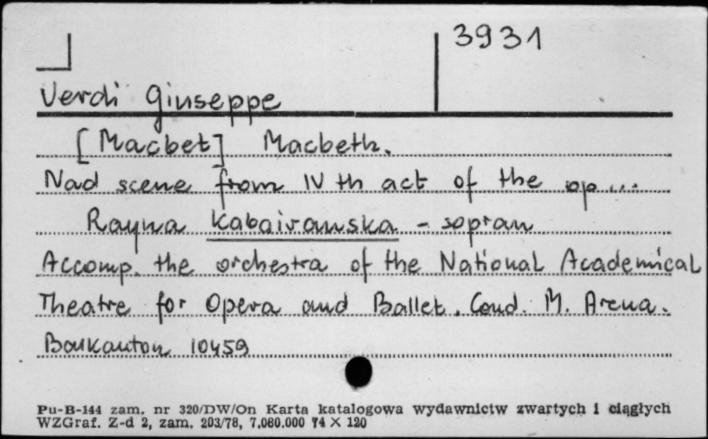 3931
Verdi Giuseppe
[Macbet] Macbeth.
Nad scene from IV th act of the op...
Rayna Kabaivanska - sopran
Accomp. the orchestra of the National Academical
Theatre for Opera and Ballet. Cond. M. Arena.
Balkanton 10459
Pu-B-144 zam. nr 320/DW/On Karta katalogowa wydawnictw zwartych i ciągłych
WZGraf. Z-d 2, zam. 203/78, 7.080.000 74 X 120